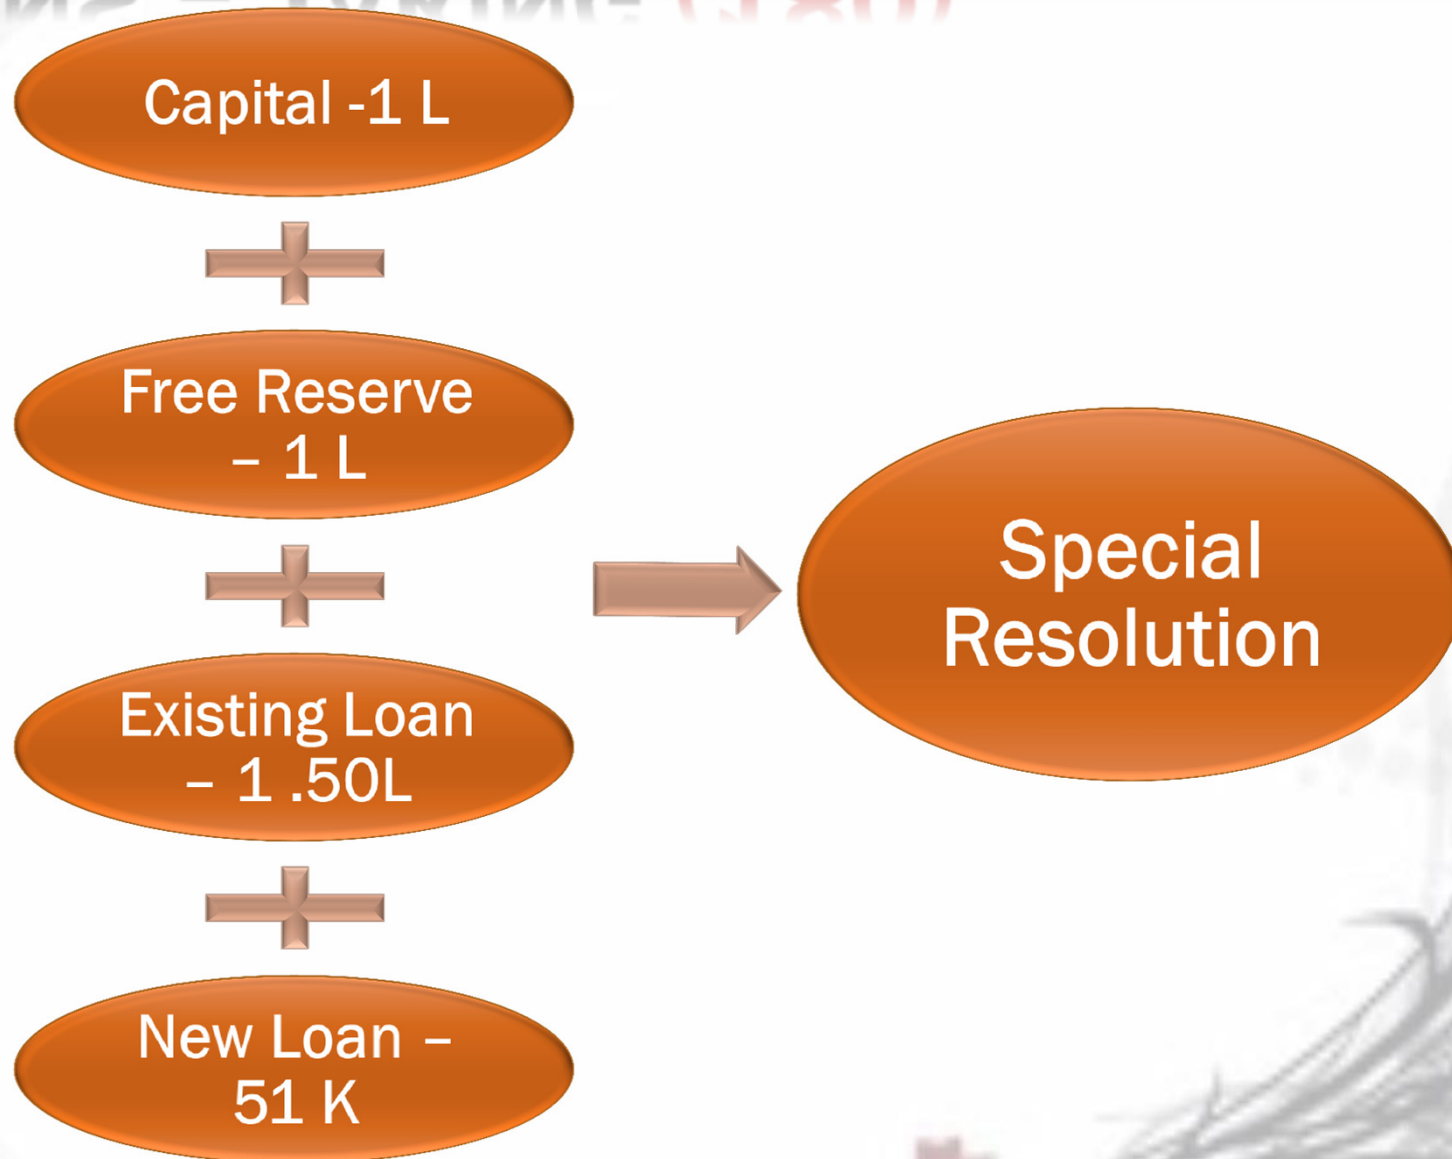 Capital -1 L
Free Reserve
– 1 L
Existing Loan
– 1 .50L
New Loan –
51 K
Special
Resolution